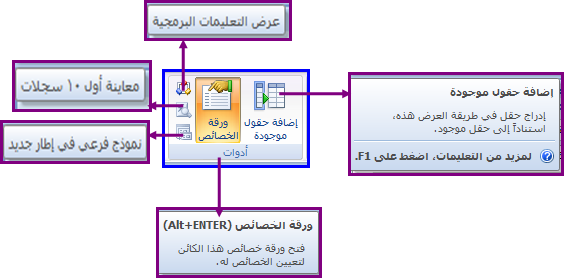 عرض التعليمات البرمجية
معاينة أول ١٠ سجلات
نموذج فرعي في إطار جديد
إضافة حقول
موجودة
ورقة
الخصائص
أدوات
إضافة حقول موجودة
إدراج حقل في طريقة العرض هذه،
استناداً إلى حقل موجود.
لمزيد من التعليمات، اضغط على F1.
ورقة الخصائص (Alt+ENTER)
فتح ورقة خصائص هذا الكائن
لتعيين الخصائص له.